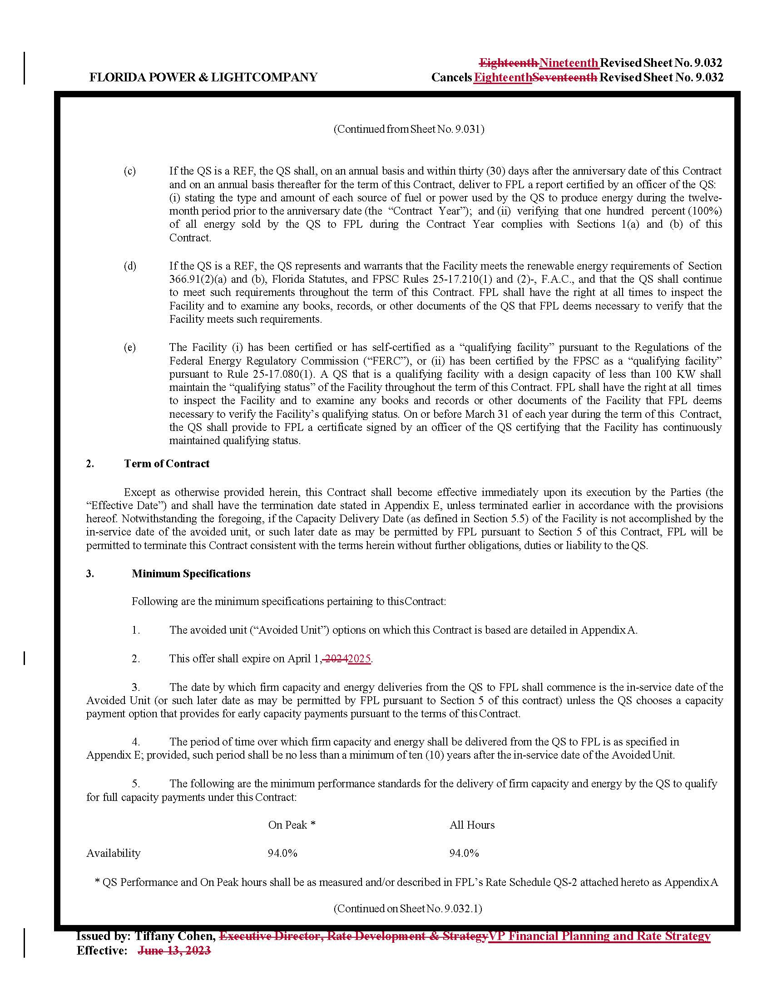 Eighteenth Nineteenth Revised Sheet No. 9.032
FLORIDA POWER & LIGHTCOMPANY
Cancels EighteenthSeventeenth Revised Sheet No. 9.032
(Continued from Sheet No. 9.031)
(c) If the QS is a REF, the QS shall, on an annual basis and within thirty (30) days after the anniversary date of this Contract
and on an annual basis thereafter for the term of this Contract, deliver to FPL a report certified by an officer of the QS:
(i) stating the type and amount of each source of fuel or power used by the QS to produce energy during the twelve-
month period prior to the anniversary date (the “Contract Year”); and (ii) verifying that one hundred percent (100%)
of all energy sold by the QS to FPL during the Contract Year complies with Sections 1(a) and (b) of this
Contract.
(d) If the QS is a REF, the QS represents and warrants that the Facility meets the renewable energy requirements of Section
366.91(2)(a) and (b), Florida Statutes, and FPSC Rules 25-17.210(1) and (2)-, F.A.C., and that the QS shall continue
to meet such requirements throughout the term of this Contract. FPL shall have the right at all times to inspect the
Facility and to examine any books, records, or other documents of the QS that FPL deems necessary to verify that the
Facility meets such requirements.
(e) The Facility (i) has been certified or has self-certified as a “qualifying facility” pursuant to the Regulations of the
Federal Energy Regulatory Commission (“FERC”), or (ii) has been certified by the FPSC as a “qualifying facility”
pursuant to Rule 25-17.080(1). A QS that is a qualifying facility with a design capacity of less than 100 KW shall
maintain the “qualifying status” of the Facility throughout the term of this Contract. FPL shall have the right at all times
to inspect the Facility and to examine any books and records or other documents of the Facility that FPL deems
necessary to verify the Facility’s qualifying status. On or before March 31 of each year during the term of this Contract,
the QS shall provide to FPL a certificate signed by an officer of the QS certifying that the Facility has continuously
maintained qualifying status.
2. Term of Contract
Except as otherwise provided herein, this Contract shall become effective immediately upon its execution by the Parties (the
“Effective Date”) and shall have the termination date stated in Appendix E, unless terminated earlier in accordance with the provisions
hereof. Notwithstanding the foregoing, if the Capacity Delivery Date (as defined in Section 5.5) of the Facility is not accomplished by the
in-service date of the avoided unit, or such later date as may be permitted by FPL pursuant to Section 5 of this Contract, FPL will be
permitted to terminate this Contract consistent with the terms herein without further obligations, duties or liability to the QS.
3. Minimum Specifications
Following are the minimum specifications pertaining to this Contract:
1. The avoided unit (“Avoided Unit”) options on which this Contract is based are detailed in Appendix A.
2. This offer shall expire on April 1, 20242025.
3. The date by which firm capacity and energy deliveries from the QS to FPL shall commence is the in-service date of the
Avoided Unit (or such later date as may be permitted by FPL pursuant to Section 5 of this contract) unless the QS chooses a capacity
payment option that provides for early capacity payments pursuant to the terms of this Contract.
4. The period of time over which firm capacity and energy shall be delivered from the QS to FPL is as specified in
Appendix E; provided, such period shall be no less than a minimum of ten (10) years after the in-service date of the Avoided Unit.
5. The following are the minimum performance standards for the delivery of firm capacity and energy by the QS to qualify
for full capacity payments under this Contract:
On Peak * All Hours
Availability 94.0% 94.0%
* QS Performance and On Peak hours shall be as measured and/or described in FPL’s Rate Schedule QS-2 attached hereto as Appendix A
(Continued on Sheet No. 9.032.1)
Issued by: Tiffany Cohen, Executive Director, Rate Development & StrategyVP Financial Planning and Rate Strategy
Effective: June 13, 2023